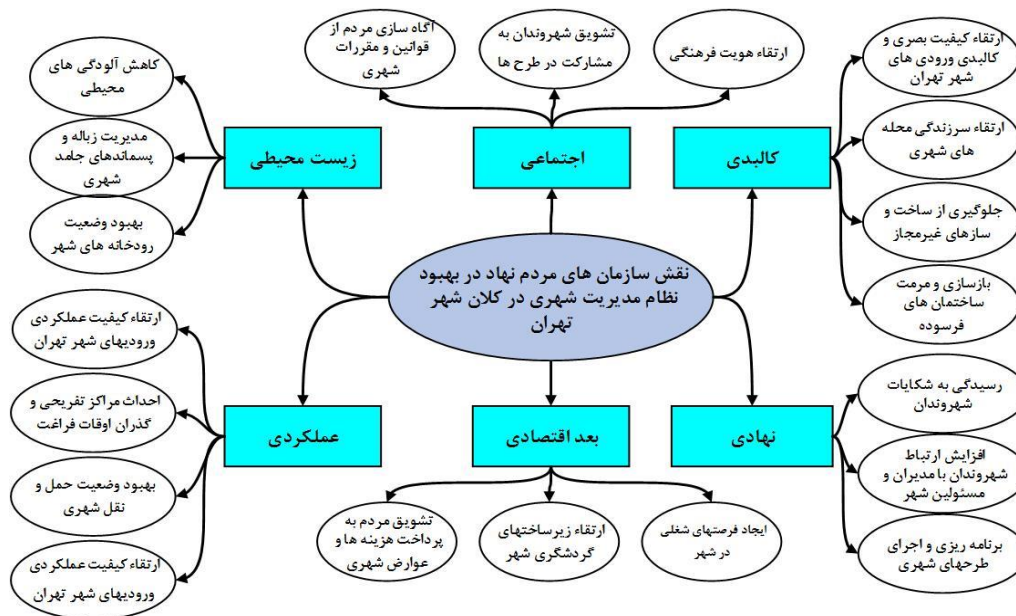 آگاه سازی مردم از
قوانین و مقررات
شهری
تشویق شهروندان به
مشارکت در طرح ها
ارتقاء هویت فرهنگی
ارتقاء کیفیت بصری و
کالبدی ورودی های
شهر تهران
ارتقاء سرزندگی محله
های شهری
جلوگیری از ساخت و
سازهای غیرمجاز
بازسازی و مرمت
ساختمان های
فرسوده
کالبدی
اجتماعی
زیست محیطی
کاهش آلودگی های
محیطی
مدیریت زباله و
پسماندهای جامد
شهری
بهبود وضعیت
رودخانه های شهر
نقش سازمان های مردم نهاد در بهبود
نظام مدیریت شهری در کلان شهر
تهران
نهادی
بعد اقتصادی
عملکردی
رسیدگی به شکایات
شهروندان
افزایش ارتباط
شهروندان با مدیران و
مسئولین شهر
برنامه ریزی و اجرای
طرحهای شهری
ایجاد فرصتهای شغلی
در شهر
ارتقاء زیرساختهای
گردشگری شهر
تشویق مردم به
پرداخت هزینه ها و
عوارض شهری
ارتقاء کیفیت عملکردی
ورودیهای شهر تهران
احداث مراکز تفریحی و
گذران اوقات فراغت
بهبود وضعیت حمل و
نقل شهری
ارتقاء کیفیت عملکردی
ورودیهای شهر تهران